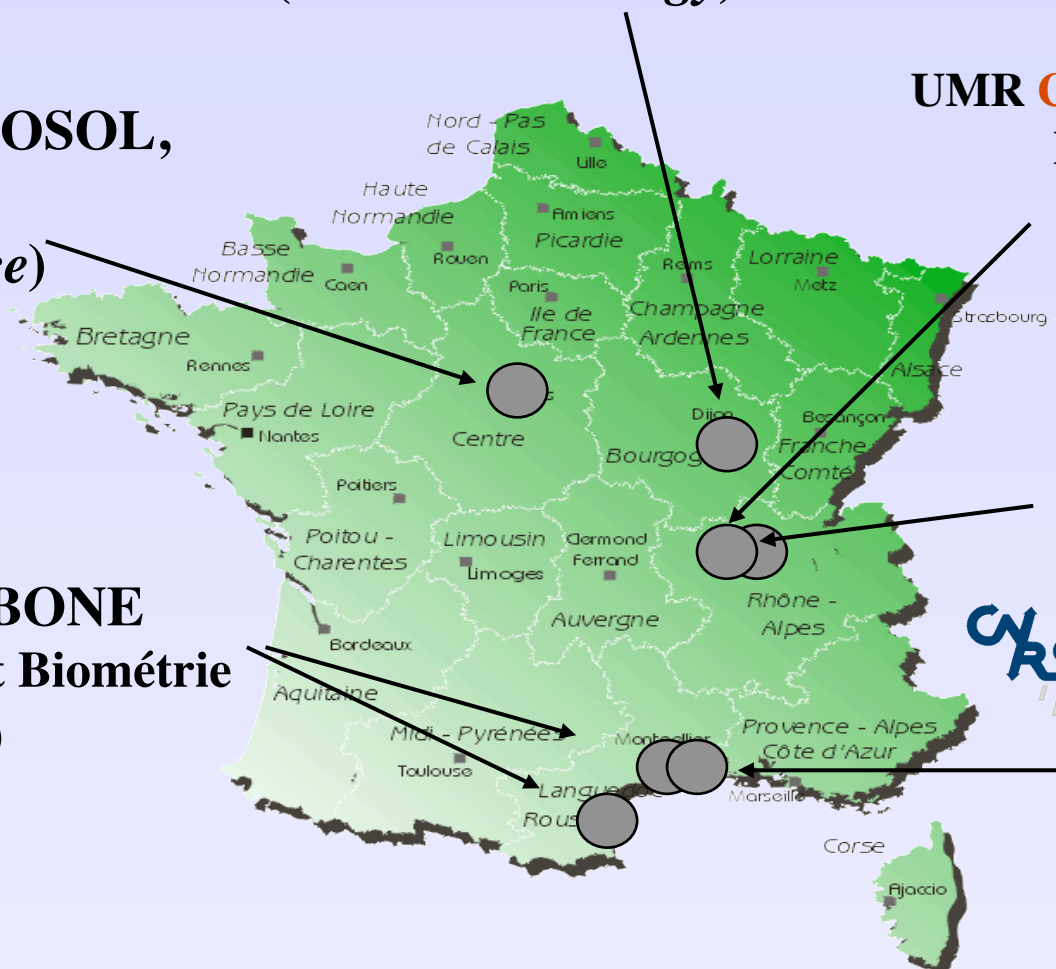 UMR
OSOL,
Nord - Pas
de Calais
Lille
Haute
Normandie
Amiens
Picardie
Basse
Normandie
Caen
Rouen
Reims
Lorraine
Metz
Paris
Ile de
France
Champagne
Ardennes
Strasbourg
Bretagne
Rennes
Alsace
Pays de Loire
Nantes
Centre
Dijon
Besançon
Bourgog
Franche
Comté
Poitiers
Poitou -
Charentes
Limousin
Limoges
Clermond
Ferrand
Auvergne
Rhône -
Alpes
BONE
t Biométrie
)
Bordeaux
Aquitaine
CNRS
Midi - Pyrénées
Toulouse
Montpellier
Provence - Alpes
Côte d'Azur
Marseille
Languedoc
Rous
Corse
Ajaccio